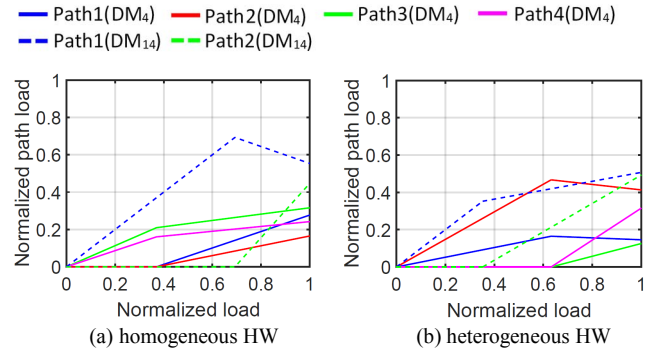 Path1(DM₄) Path2(DM₄) Path3(DM₄) Path4(DM₄)
Path1(DM₁₄) Path2(DM₁₄)
Normalized path load
1
0.8
0.6
0.4
0.2
0
0 0.2 0.4 0.6 0.8 1
Normalized load
(a) homogeneous HW
Normalized path load
1
0.8
0.6
0.4
0.2
0
0 0.2 0.4 0.6 0.8 1
Normalized load
(b) heterogeneous HW